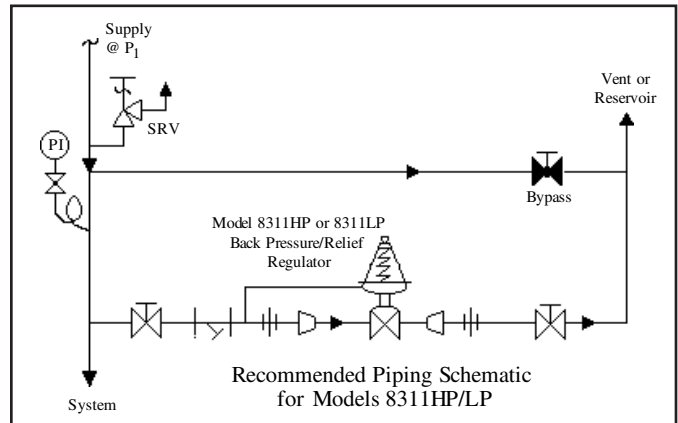 Supply
@ P1
Vent or
Reservoir
SRV
PI
Bypass
Model 8311HP or 8311LP
Back Pressure/Relief
Regulator
Recommended Piping Schematic
for Models 8311HP/LP
System